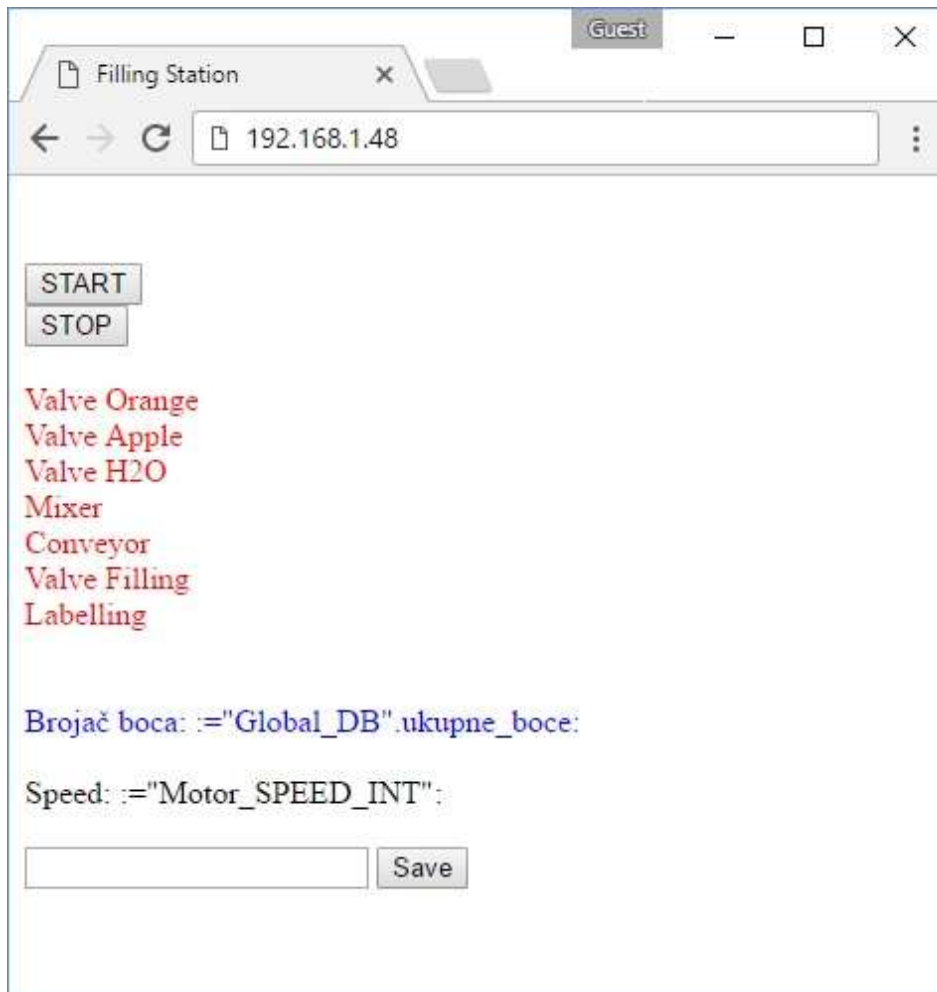 Guest
Filling Station
192.168.1.48
START
STOP
Valve Orange
Valve Apple
Valve H2O
Mixer
Conveyor
Valve Filling
Labelling
Brojač boca: :="Global_DB".ukupne_boce:
Speed: :="Motor_SPEED_INT":
Save